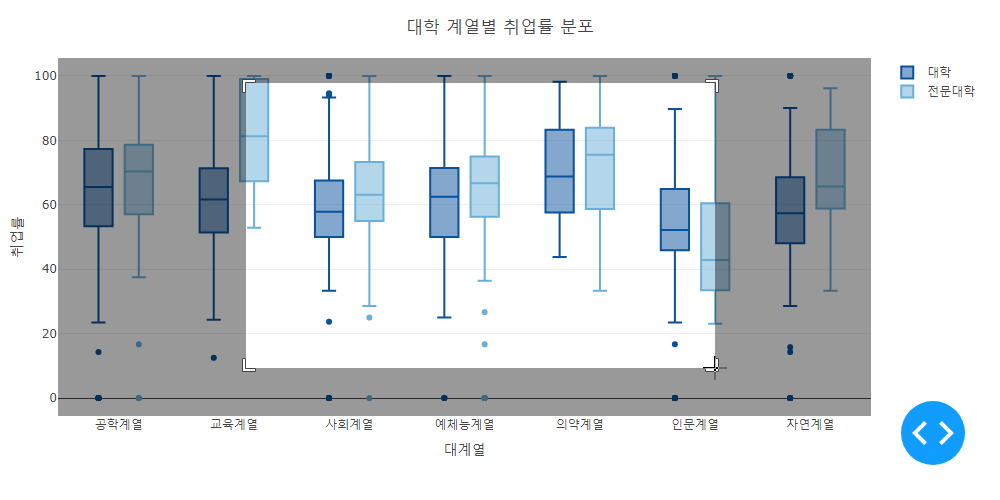 대학 계열별 취업률 분포
대학
전문대학
취업률
100
80
60
40
20
0
공학계열 교육계열 사회계열 예체능계열 의약계열 인문계열 자연계열
대계열